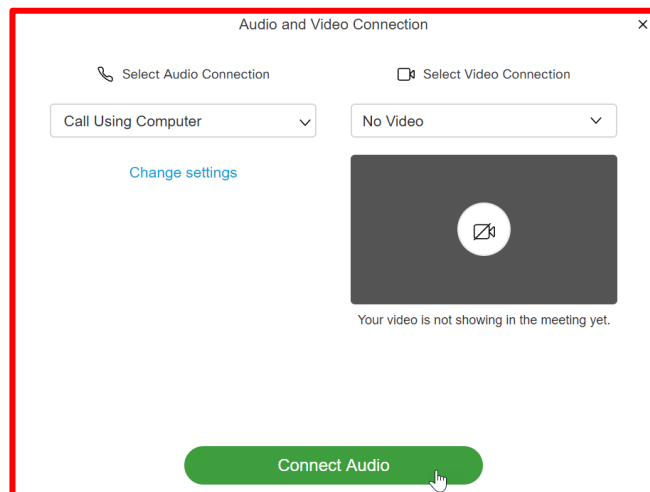 Audio and Video Connection
Select Audio Connection
Select Video Connection
Call Using Computer
No Video
Change settings
Your video is not showing in the meeting yet.
Connect Audio